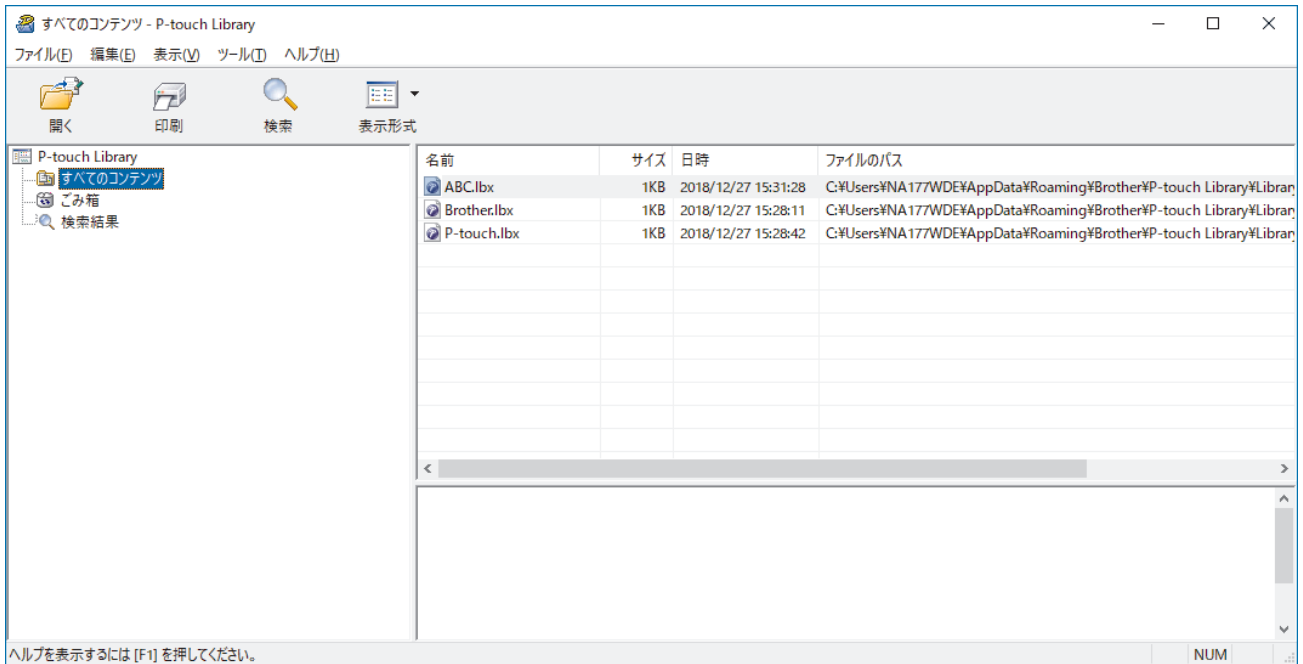 すべてのコンテンツ - P-touch Library
ファイル(F) 編集(E) 表示(V) ツール(T) ヘルプ(H)
開く 印刷 検索 表示形式
P-touch Library
すべてのコンテンツ
ごみ箱
検索結果
名前 サイズ 日時 ファイルのパス
ABC.lbx 1KB 2018/12/27 15:31:28 C:¥Users¥NA177WDE¥AppData¥Roaming¥Brother¥P-touch Library¥Library
Brother.lbx 1KB 2018/12/27 15:28:11 C:¥Users¥NA177WDE¥AppData¥Roaming¥Brother¥P-touch Library¥Library
P-touch.lbx 1KB 2018/12/27 15:28:42 C:¥Users¥NA177WDE¥AppData¥Roaming¥Brother¥P-touch Library¥Library
ヘルプを表示するには [F1] を押してください。 NUM